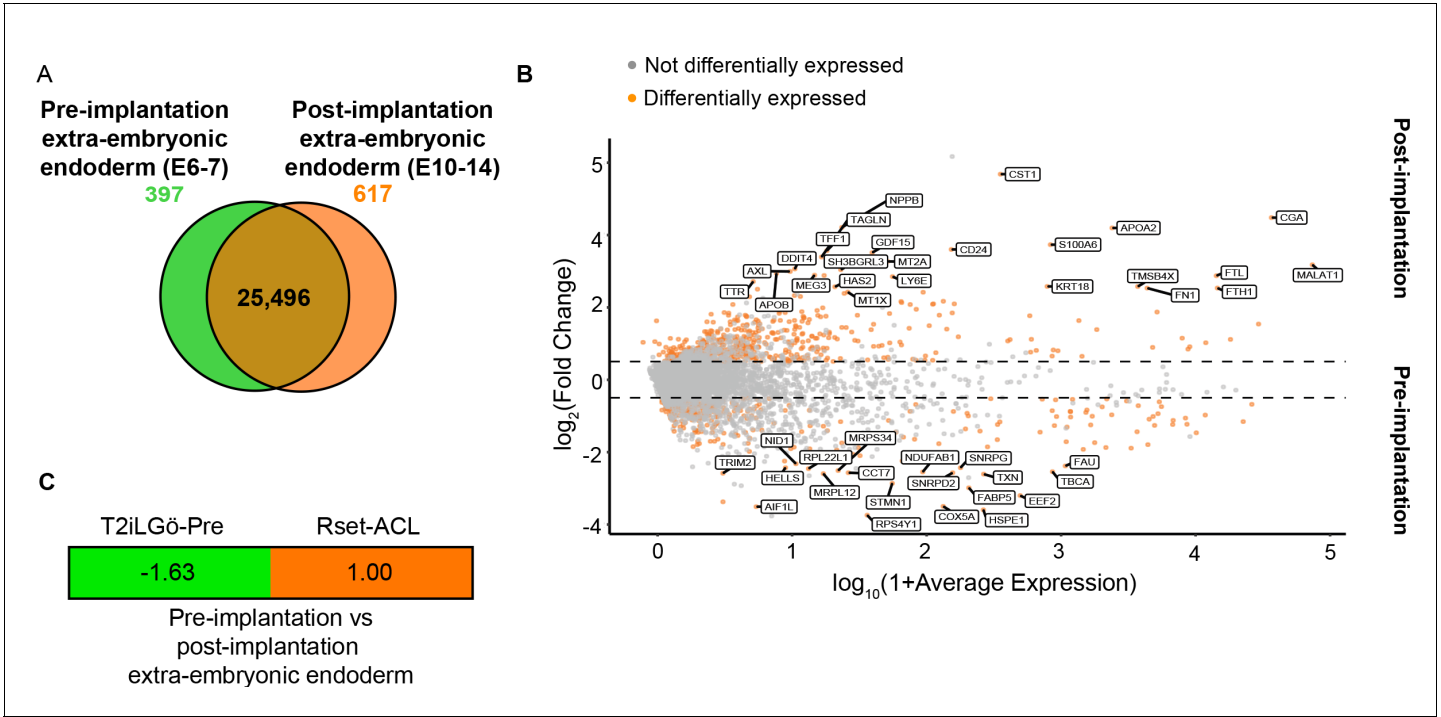 A
Pre-implantation
extra-embryonic
endoderm (E6-7)
397
Post-implantation
extra-embryonic
endoderm (E10-14)
617
25,496
B
Not differentially expressed
Differentially expressed
log2(Fold Change)
5
4
2
0
-2
-4
0
1
2
3
4
5
log10(1+Average Expression)
Post-implantation
Pre-implantation
CST1
NPPB
TAGLN
CGA
APOA2
TFF1
GDF15
S100A6
CD24
DDIT4
SH3BGRL3
MT2A
AXL
MEG3
HAS2
LY6E
TMSB4X
FTL
MALAT1
TTR
APOB
MT1X
KRT18
FN1
FTH1
NID1
MRPS34
TRIM2
RPL22L1
NDUFAB1
SNRPG
FAU
HELLS
CCT7
SNRPD2
TXN
TBCA
MRPL12
STMN1
FABP5
EEF2
AIF1L
RPS4Y1
COX5A
HSPE1
C
T2iLGö-Pre
Rset-ACL
-1.63
1.00
Pre-implantation vs
post-implantation
extra-embryonic endoderm